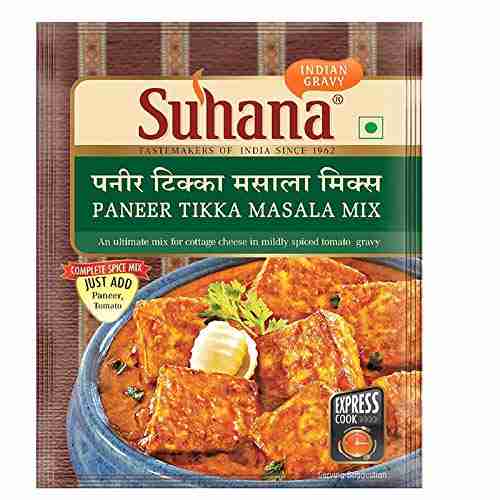 INDIAN
GRAVY
Suhana®
TASTEMAKERS OF INDIA SINCE 1962
पनीर टिक्का मसाला मिक्स
PANEER TIKKA MASALA MIX
An ultimate mix for cottage cheese in mildly spiced tomato gravy
COMPLETE SPICE MIX
JUST ADD
Paneer,
Tomato
EXPRESS
COOK
Serving Suggestion